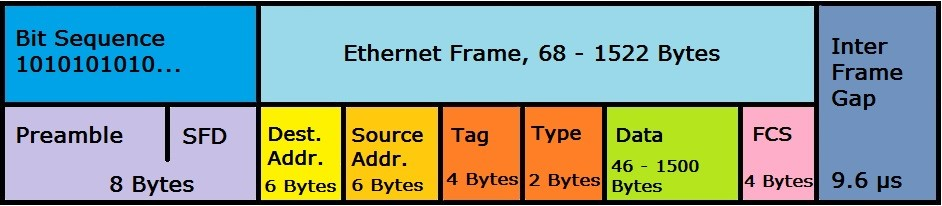 Bit Sequence
1010101010...
Ethernet Frame, 68 - 1522 Bytes
Inter
Frame
Gap
9.6 µs
Preamble
SFD
8 Bytes
Dest.
Addr.
6 Bytes
Source
Addr.
6 Bytes
Tag
4 Bytes
Type
2 Bytes
Data
46 - 1500
Bytes
FCS
4 Bytes